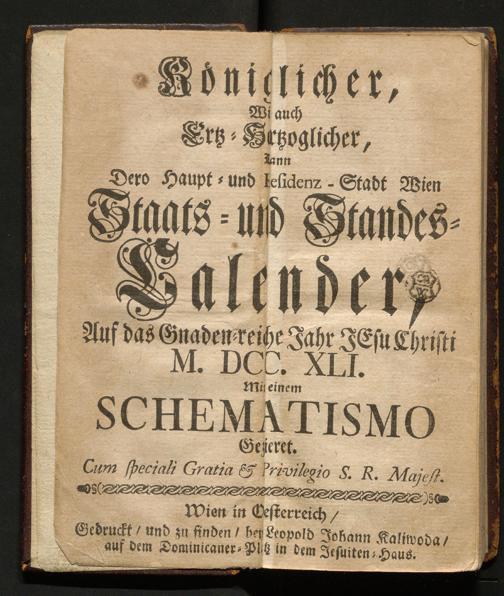 Königlicher,
Wie auch
Ertz-Hertzoglicher,
Dann
Dero Haupt- und Residenz-Stadt Wien
Staats- und Standes-
Calender,
Auf das Gnaden-reiche Jahr JEsu Christi
M. DCC. XLI.
Mit einem
SCHEMATISMO
Gezieret.
Cum speciali Gratia & Privilegio S. R. Majest.
Wien in Oesterreich/
Gedruckt/ und zu finden/ bey Leopold Johann Kaliwoda/
auf dem Dominicaner-Platz in dem Jesuiten-Haus.